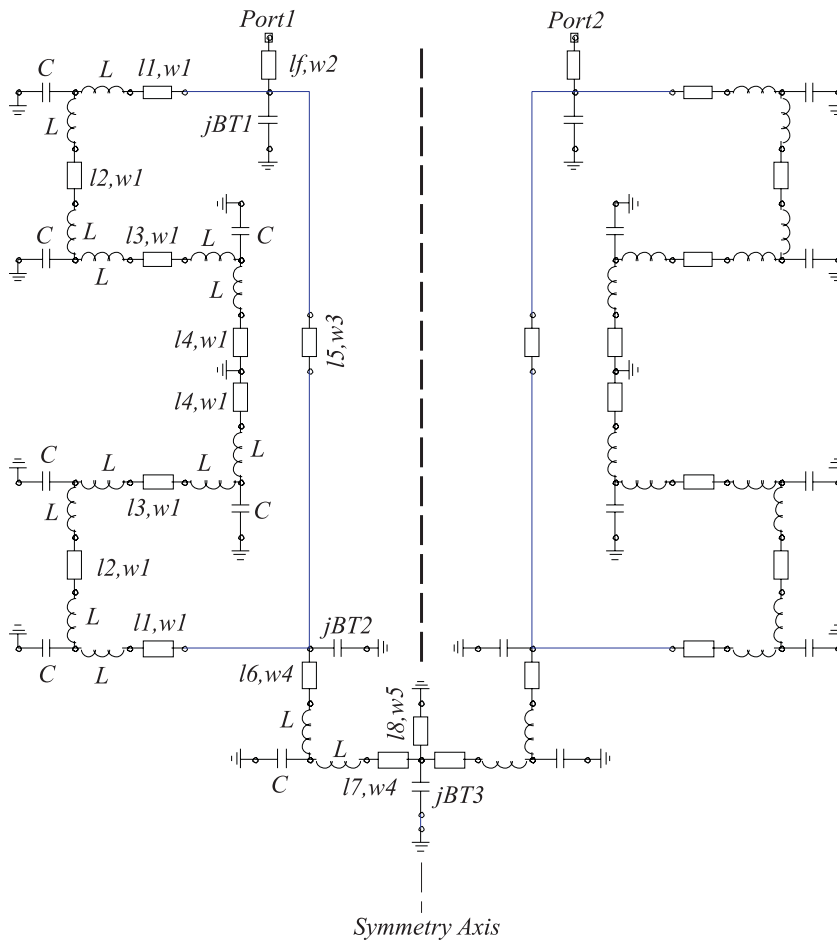 Port1 Port2
lf,w2
C L l1,w1
jBT1
L
l2,w1
C L l3,w1 L C
L
L
l4,w1
l5,w3
l4,w1
C L L L
L l3,w1 C
l2,w1
L l1,w1
jBT2
C L
l6,w4
L
l8,w5
L
C l7,w4 jBT3
Symmetry Axis